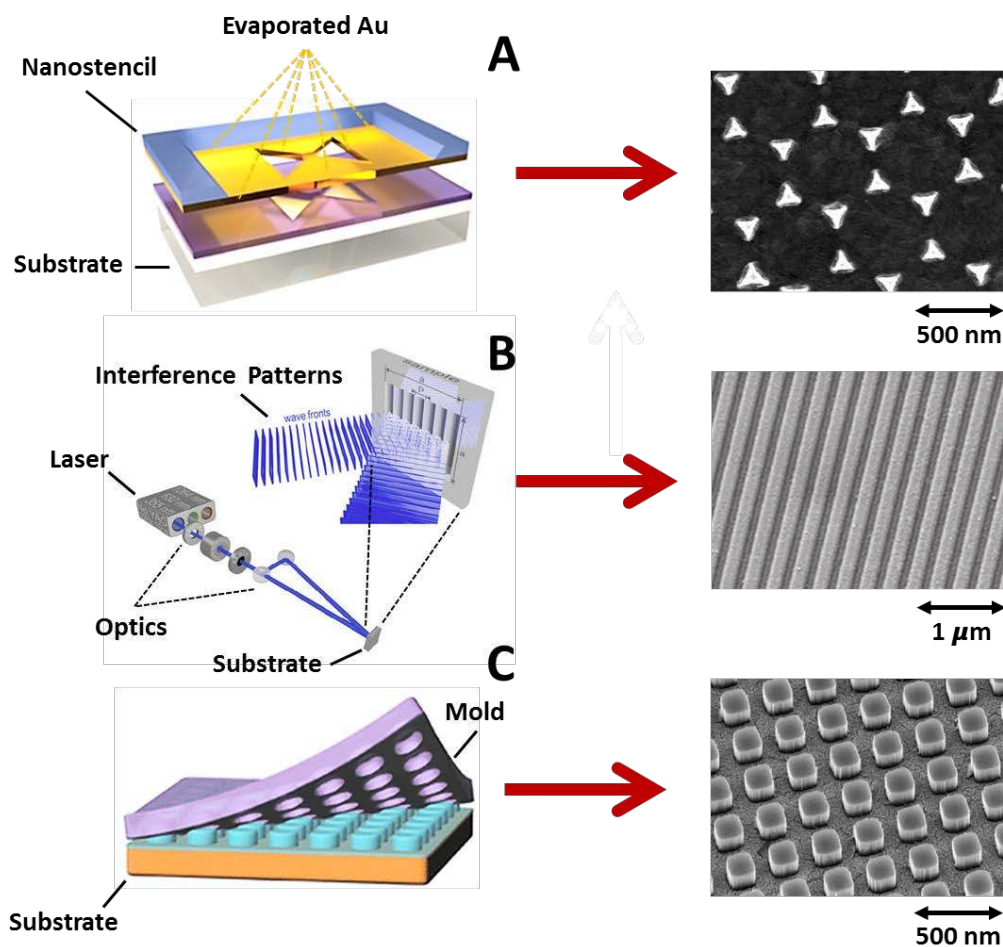 Evaporated Au
A
Nanostencil
Substrate
500 nm
B
Interference Patterns
wave fronts
sample
a
p
a
Laser
Optics
Substrate
1 μm
C
Mold
Substrate
500 nm